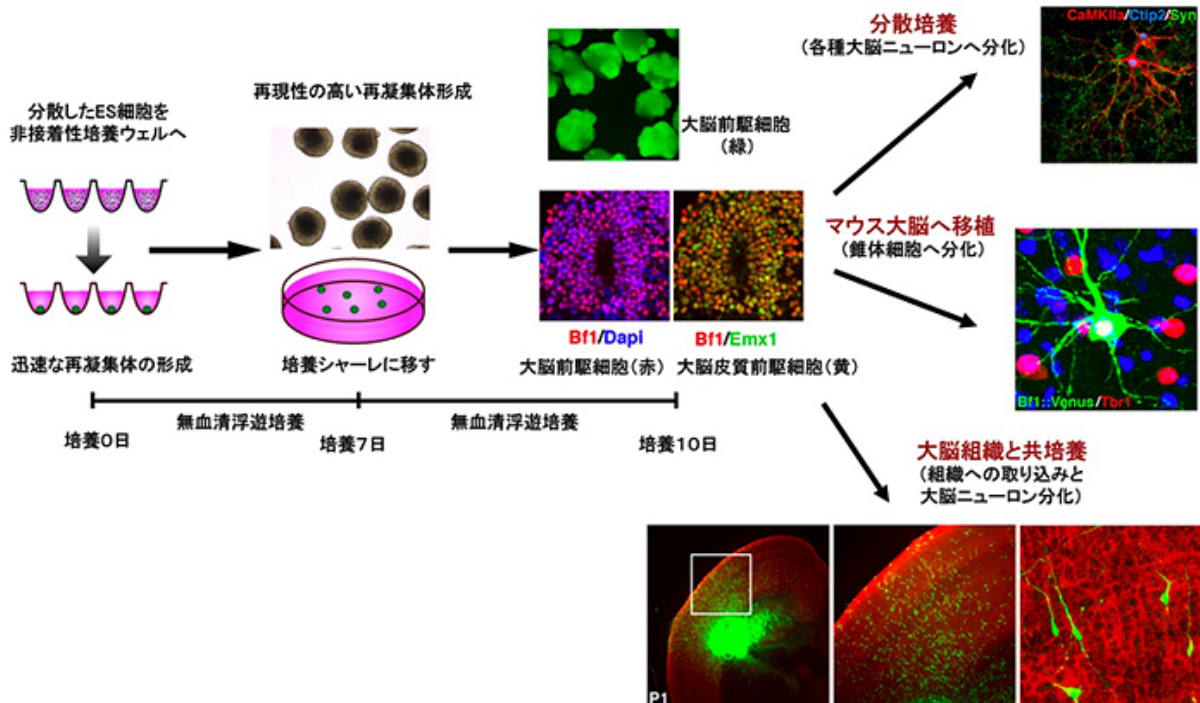 分散したES細胞を
非接着性培養ウェルへ
迅速な再凝集体の形成
再現性の高い再凝集体形成
培養シャーレに移す
大脳前駆細胞
(緑)
Bf1/Dapi
大脳前駆細胞(赤)
Bf1/Emx1
大脳皮質前駆細胞(黄)
無血清浮遊培養
無血清浮遊培養
培養0日
培養7日
培養10日
分散培養
(各種大脳ニューロンへ分化)
CaMKIIa/Ctip2/Syn
マウス大脳へ移植
(錐体細胞へ分化)
Bf1::Venus/Tbr1
大脳組織と共培養
(組織への取り込みと
大脳ニューロン分化)
P1